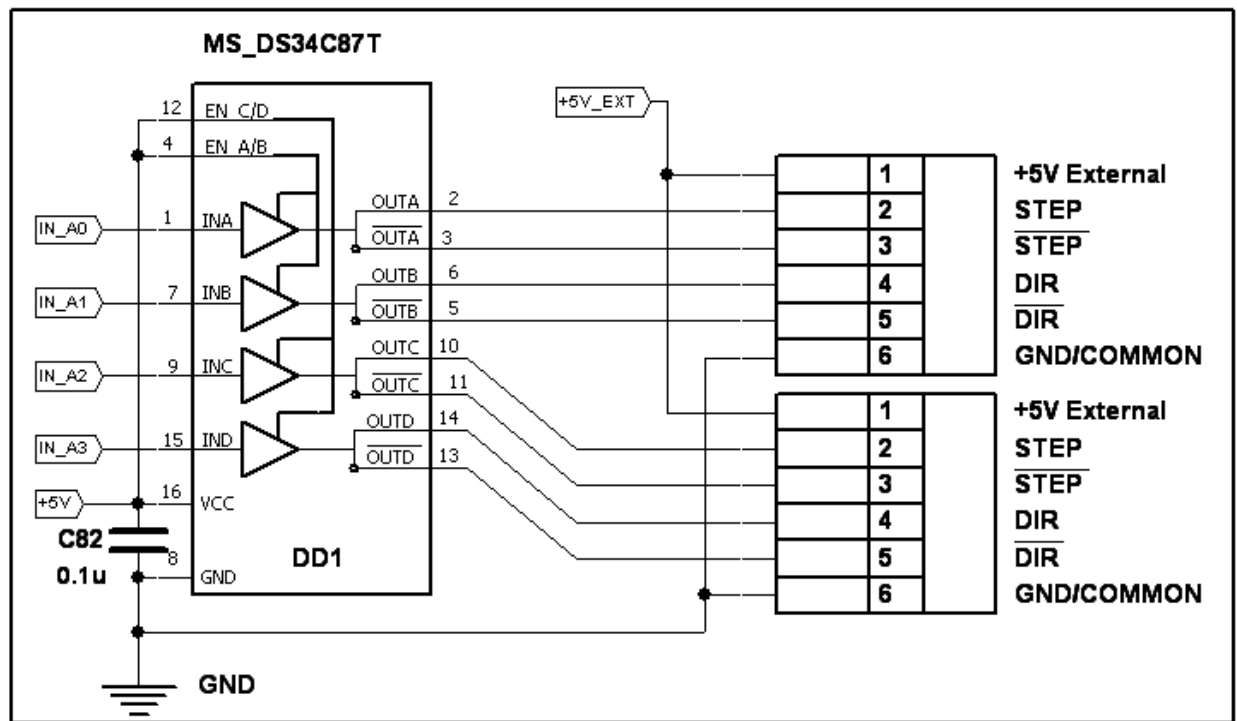 MS_DS34C87T
12 EN C/D
4 EN A/B
+5V_EXT
IN_A0 1 INA OUTA 2
OUTA 3
IN_A1 7 INB OUTB 6
OUTB 5
IN_A2 9 INC OUTC 10
OUTC 11
IN_A3 15 IND OUTD 14
OUTD 13
+5V 16 VCC
C82
0.1u
8 GND
DD1
GND
1 +5V External
2 STEP
3 STEP
4 DIR
5 DIR
6 GND/COMMON
1 +5V External
2 STEP
3 STEP
4 DIR
5 DIR
6 GND/COMMON